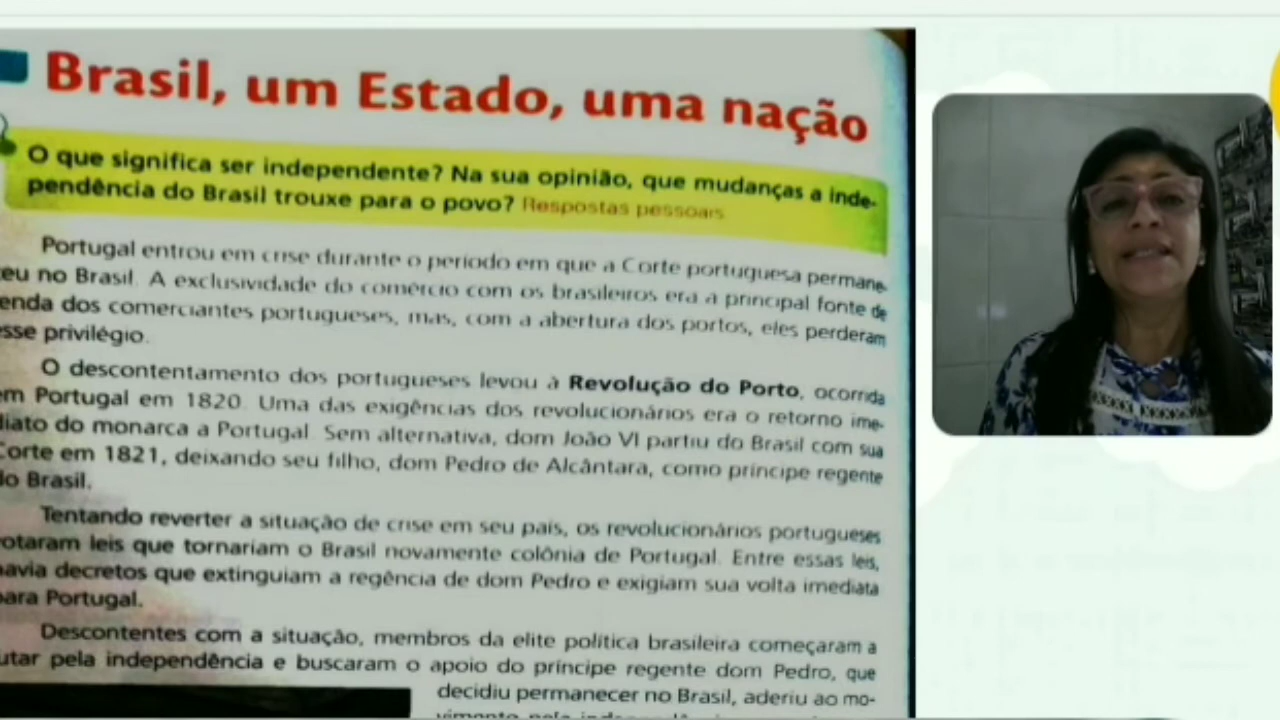 Brasil, um Estado, uma nação
O que significa ser independente? Na sua opinião, que mudanças a inde-
pendência do Brasil trouxe para o povo? Respostas pessoais
Portugal entrou em crise durante o período em que a Corte portuguesa permane-
ceu no Brasil. A exclusividade do comércio com os brasileiros era a principal fonte de
renda dos comerciantes portugueses, mas, com a abertura dos portos, eles perderam
esse privilégio.
O descontentamento dos portugueses levou à Revolução do Porto, ocorrida
em Portugal em 1820. Uma das exigências dos revolucionários era o retorno ime-
diato do monarca a Portugal. Sem alternativa, dom João VI partiu do Brasil com sua
Corte em 1821, deixando seu filho, dom Pedro de Alcântara, como príncipe regente
do Brasil.
Tentando reverter a situação de crise em seu país, os revolucionários portugueses
votaram leis que tornariam o Brasil novamente colônia de Portugal. Entre essas leis,
havia decretos que extinguiam a regência de dom Pedro e exigiam sua volta imediata
para Portugal.
Descontentes com a situação, membros da elite política brasileira começaram a
lutar pela independência e buscaram o apoio do príncipe regente dom Pedro, que
decidiu permanecer no Brasil, aderiu ao mo-